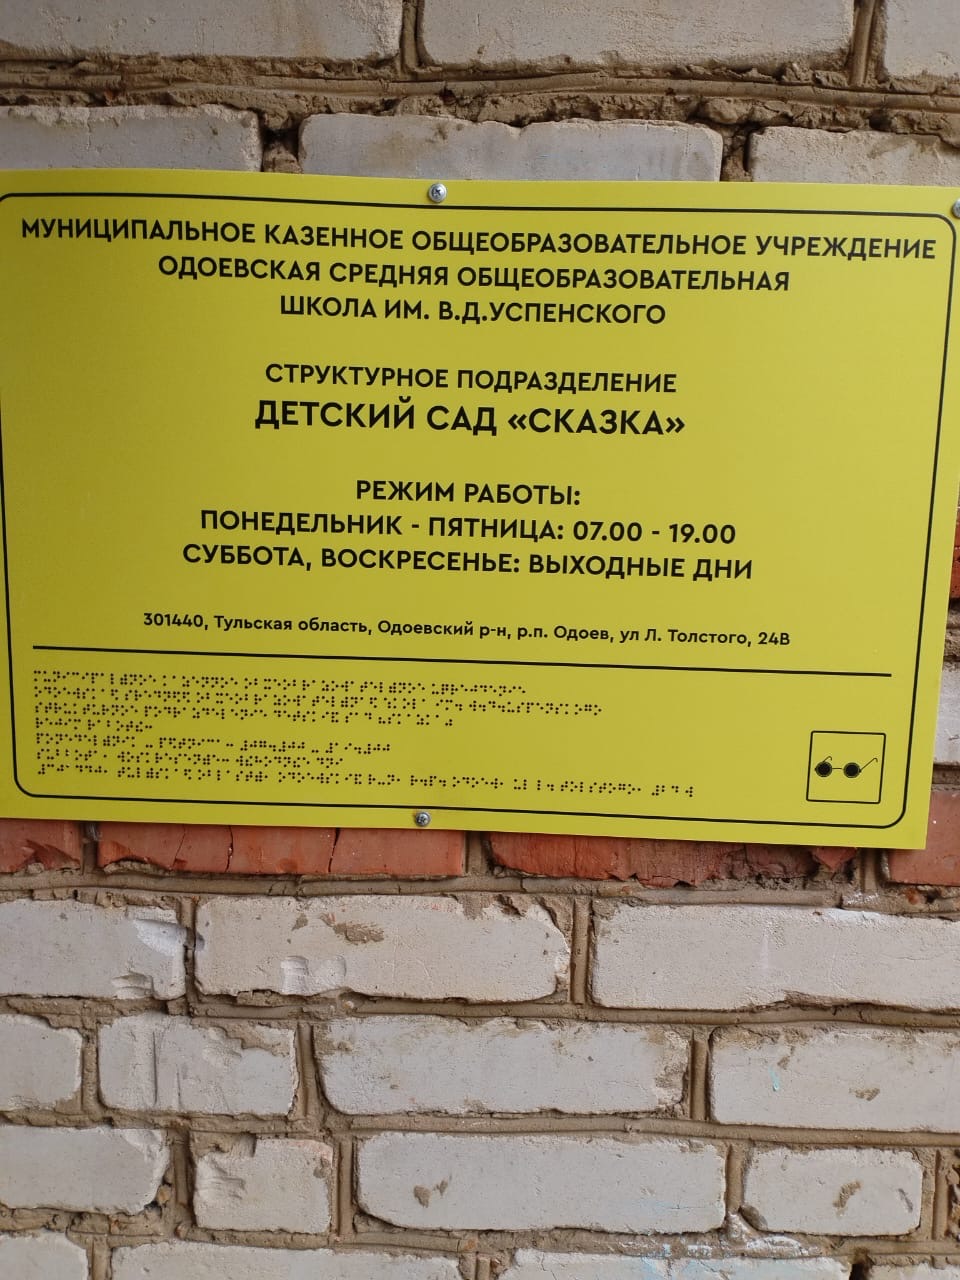 МУНИЦИПАЛЬНОЕ КАЗЕННОЕ ОБЩЕОБРАЗОВАТЕЛЬНОЕ УЧРЕЖДЕНИЕ
ОДОЕВСКАЯ СРЕДНЯЯ ОБЩЕОБРАЗОВАТЕЛЬНАЯ
ШКОЛА ИМ. В.Д.УСПЕНСКОГО
СТРУКТУРНОЕ ПОДРАЗДЕЛЕНИЕ
ДЕТСКИЙ САД «СКАЗКА»
РЕЖИМ РАБОТЫ:
ПОНЕДЕЛЬНИК - ПЯТНИЦА: 07.00 - 19.00
СУББОТА, ВОСКРЕСЕНЬЕ: ВЫХОДНЫЕ ДНИ
301440, Тульская область, Одоевский р-н, р.п. Одоев, ул Л. Толстого, 24В